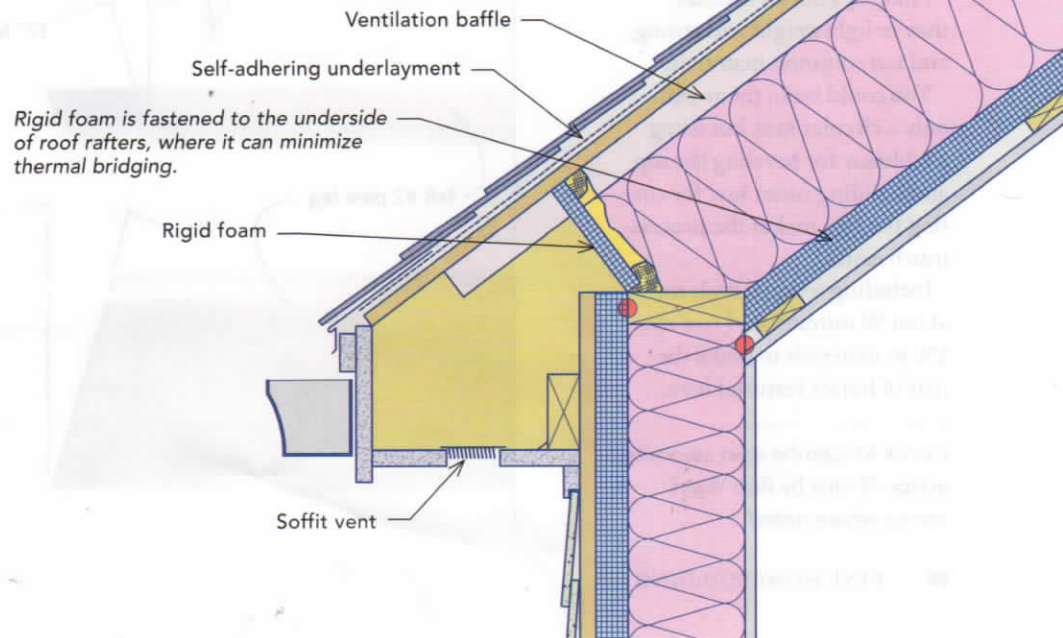 Ventilation baffle
Self-adhering underlayment
Rigid foam is fastened to the underside
of roof rafters, where it can minimize
thermal bridging.
Rigid foam
Soffit vent